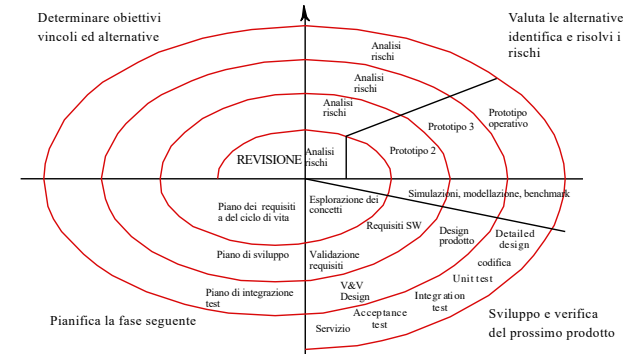 Determinare obiettivi
vincoli ed alternative
Valuta le alternative
identifica e risolvi i
rischi
Analisi
rischi
Analisi
rischi
Analisi
rischi
Prototipo
operativo
Prototipo 3
Prototipo 2
REVISIONE
Analisi
rischi
Simulazioni, modellazione, benchmark
Piano dei requisiti
a del ciclo di vita
Esplorazione dei
concetti
Requisiti SW
Design
prodotto
Detailed
design
Piano di sviluppo
Validazione
requisiti
codifica
Unit test
Piano di integrazione
test
V&V
Design
Integration
test
Acceptance
test
Servizio
Pianifica la fase seguente
Sviluppo e verifica
del prossimo prodotto